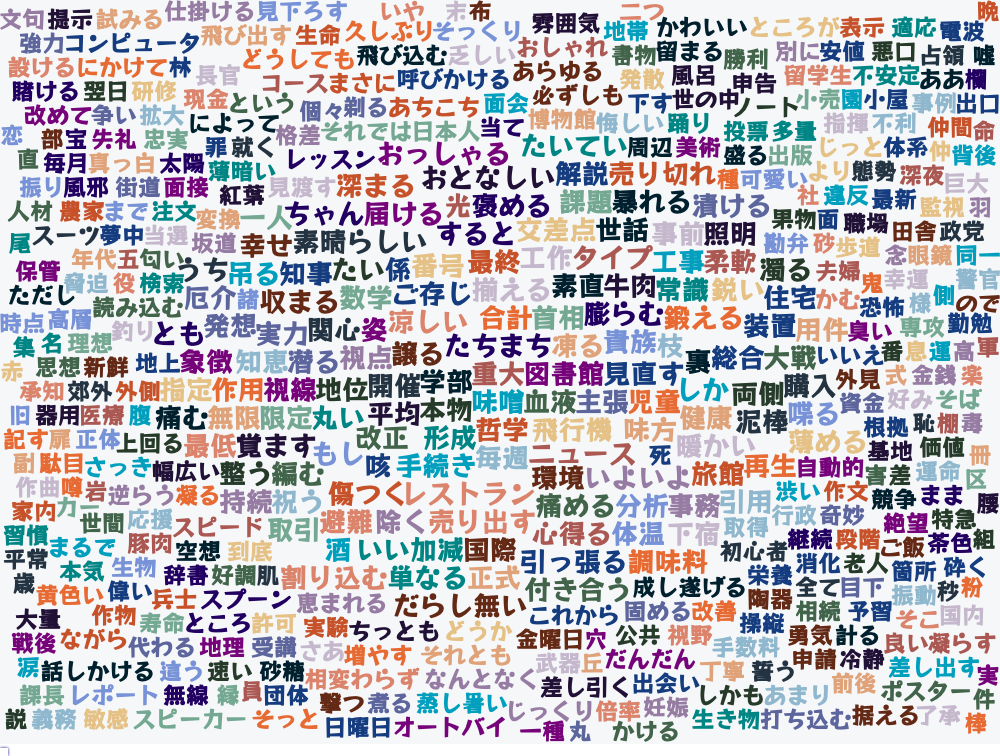 文句 提示 試みる 仕掛ける 見下ろす いや 末 布 雰囲気 二つ 地帯 かわいい ところが 表示 適応 電波 晩
強力 コンピュータ 飛び出す 生命 久しぶり そっくり おしゃれ 書物 留まる 勝利 別に 安値 悪口 占領 嘘
設ける にかけて 林 長官 どうしても 飛び込む 乏しい あらゆる 発散 風呂 申告 留学生 不安定 ああ 欄
賭ける 翌日 研修 現金 という コース まさに 呼びかける 必ずしも 下す 世の中 ノート 小売 園 小屋 事例 出口
改めて 争い 拡大 によって 個々 剃る あちこち 面会 博物館 悔しい 踊り 投票 多量 指揮 不利 仲間 命
恋 部 宝 失礼 忠実 罪 就く 格差 それでは 日本人 当て たいてい 周辺 美術 盛る 出版 じっと 体系 仲 背後
直 毎月 真っ白 太陽 薄暗い レッスン おっしゃる 解説 売り切れ 種 可愛い より 態勢 深夜 巨大
振り 風邪 街道 面接 紅葉 見渡す 深まる おとなしい 課題 暴れる 漬ける 社 違反 最新 監視 羽
人材 農家 まで 注文 変換 一人 ちゃん 届ける 光 褒める 交差点 世話 事前 照明 果物 面 職場 田舎 政党
尾 スーツ 夢中 当選 坂道 幸せ 素晴らしい すると 勘弁 砂 歩道 念 眼鏡 同一
保管 年代 五 匂い うち 吊る 知事 たい 係 番号 最終 工作 タイプ 工事 柔軟 濁る 夫婦 鬼 幸運 警官
ただし 脅迫 役 検索 厄介 諸 収まる 数学 ご存じ 揃える 素直 牛肉 常識 鋭い 住宅 かむ 恐怖 様 側 ので
時点 高層 読み込む 釣り とも 発想 実力 関心 姿 涼しい 合計 首相 膨らむ 鍛える 装置 用件 臭い 専攻 勤勉
集 名 理想 地上 象徴 知恵 潜る 視点 譲る たちまち 凍る 貴族 枝 裏 総合 大戦 いいえ 番 息 運 高 軍
赤 思想 新鮮 承知 郊外 外側 指定 作用 視線 地位 開催 学部 重大 図書館 見直す しか 両側 購入 外見 式 金銭 楽
旧 器用 医療 腹 痛む 無限 限定 丸い 平均 本物 味噌 血液 主張 児童 健康 泥棒 喋る 資金 好み そば
記す 扉 正体 上回る 最低 覚ます もし 改正 形成 哲学 飛行機 味方 暖かい 薄める 根拠 恥 棚 毒
副 駄目 さっき 幅広い 整う 編む 咳 手続き 毎週 ニュース 死 環境 いよいよ 旅館 再生 自動的 基地 価値 冊
作曲 噂 岩 逆らう 凝る 持続 祝う 傷つく レストラン 痛める 分析 事務 引用 渋い 作文 害 差 運命 区
家内 カー 世間 応援 スピード 取引 避難 除く 売り出す 心得る 体温 下宿 取得 行政 奇妙 競争 まま 腰
習慣 まるで 豚肉 空想 到底 酒 いい加減 国際 引っ張る 調味料 初心者 継続 段階 絶望 特急 ご飯 茶色 組
平常 本気 生物 辞書 好調 肌 割り込む 単なる 正式 付き合う 成し遂げる 栄養 消化 老人 箇所 砕く
歳 黄色い 偉い 兵士 スプーン 恵まれる だらし無い これから 固める 改善 陶器 全て 目下 振動 秒 粉
大量 作物 寿命 ところ 許可 実験 ちっとも どうか 金曜日 穴 公共 視野 操縦 相続 予習 そこ 国内
戦後 ながら 代わる 地理 受講 さあ 増やす それとも 武器 丘 だんだん 手数料 勇気 計る 良い 凝らす
涙 話しかける 違う 速い 砂糖 相変わらず なんとなく 差し引く 出会い 丁寧 誓う 申請 冷静 差し出す 実
課長 レポート 無線 縁 員 団体 撃つ 煮る 蒸し暑い じっくり 倍率 妊娠 しかも あまり 前後 ポスター 件
説 義務 敏感 スピーカー そっと 日曜日 オートバイ 一種 丸 かける 生き物 打ち込む 据える 了承 棒